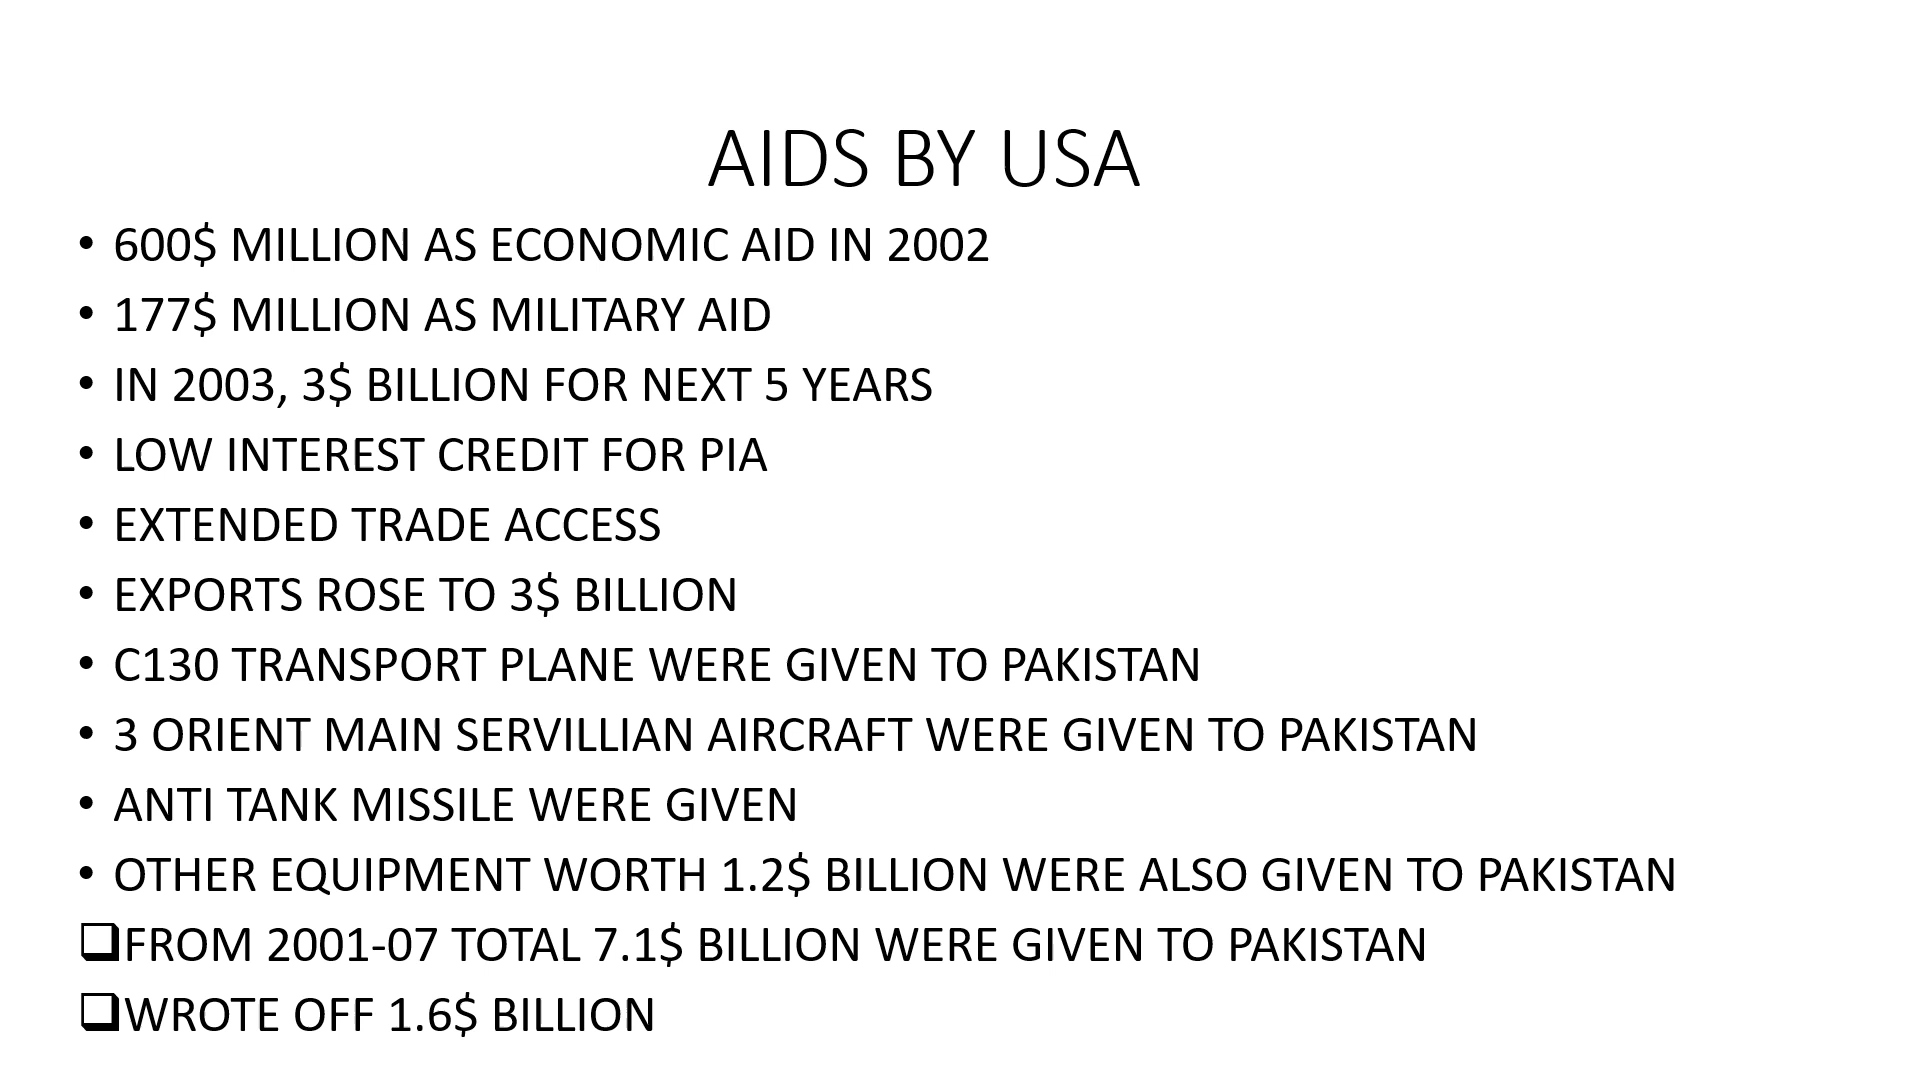 AIDS BY USA
• 600$ MILLION AS ECONOMIC AID IN 2002
• 177$ MILLION AS MILITARY AID
• IN 2003, 3$ BILLION FOR NEXT 5 YEARS
• LOW INTEREST CREDIT FOR PIA
• EXTENDED TRADE ACCESS
• EXPORTS ROSE TO 3$ BILLION
• C130 TRANSPORT PLANE WERE GIVEN TO PAKISTAN
• 3 ORIENT MAIN SERVILLIAN AIRCRAFT WERE GIVEN TO PAKISTAN
• ANTI TANK MISSILE WERE GIVEN
• OTHER EQUIPMENT WORTH 1.2$ BILLION WERE ALSO GIVEN TO PAKISTAN
❑FROM 2001-07 TOTAL 7.1$ BILLION WERE GIVEN TO PAKISTAN
❑WROTE OFF 1.6$ BILLION